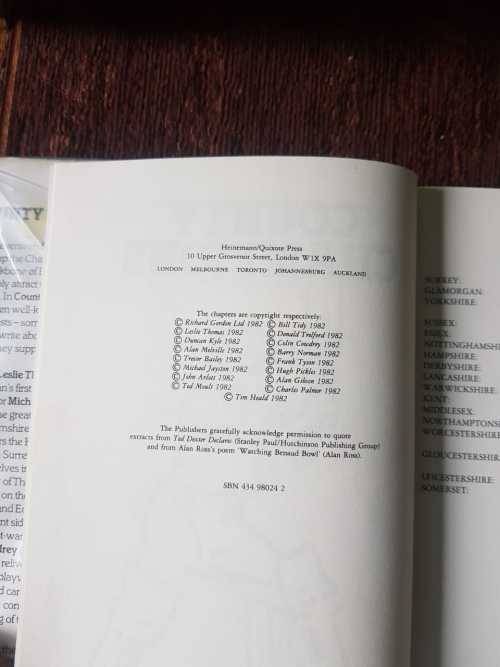 Heinemann/Quixote Press
10 Upper Grosvenor Street, London W1X 9PA
LONDON MELBOURNE TORONTO JOHANNESBURG AUCKLAND
The chapters are copyright respectively:
© Richard Gordon Ltd 1982 © Bill Tidy 1982
© Leslie Thomas 1982 © Donald Trelford 1982
© Duncan Kyle 1982 © Colin Cowdrey 1982
© Alan Melville 1982 © Barry Norman 1982
© Trevor Bailey 1982 © Frank Tyson 1982
© Michael Jayston 1982 © Hugh Pickles 1982
© John Arlott 1982 © Alan Gibson 1982
© Ted Moult 1982 © Charles Palmer 1982
© Tim Heald 1982
The Publishers gratefully acknowledge permission to quote
extracts from Ted Dexter Declares (Stanley Paul/Hutchinson Publishing Group)
and from Alan Ross's poem 'Watching Benaud Bowl' (Alan Ross).
SBN 434 98024 2
SURREY:
GLAMORGAN:
YORKSHIRE:
SUSSEX:
ESSEX:
NOTTINGHAMSHIRE
HAMPSHIRE:
DERBYSHIRE:
LANCASHIRE:
WARWICKSHIRE:
KENT:
MIDDLESEX:
NORTHAMPTONSHIRE
WORCESTERSHIRE
GLOUCESTERSHIRE
LEICESTERSHIRE:
SOMERSET: